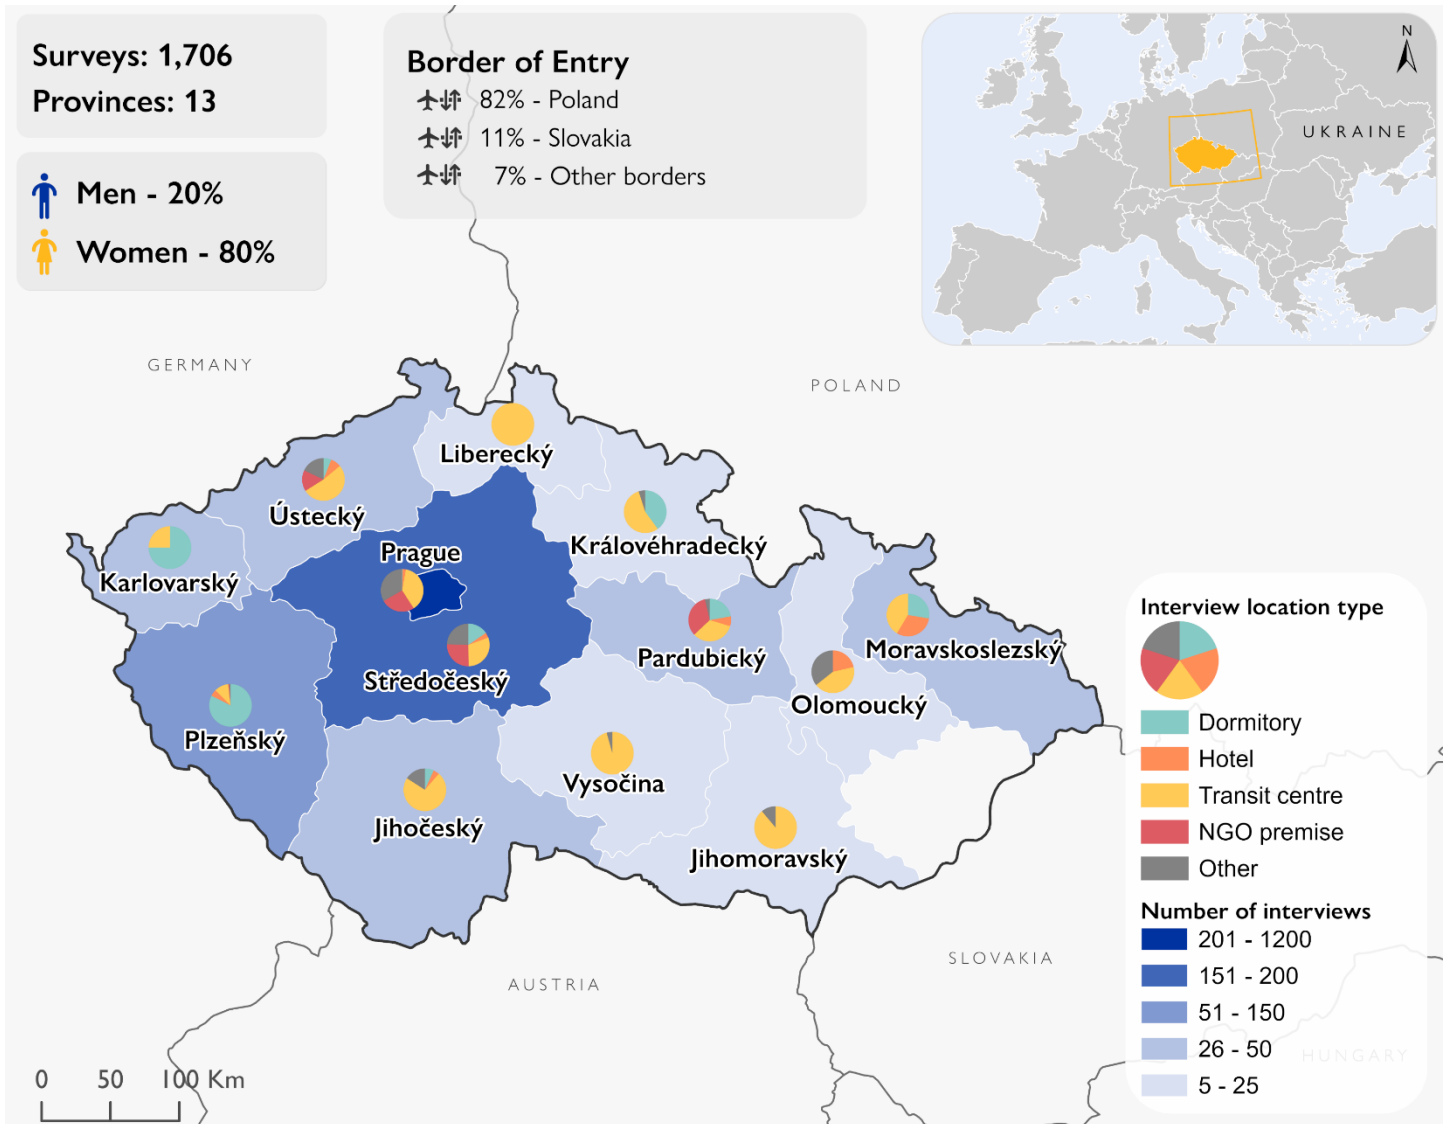 Surveys: 1,706
Provinces: 13
Men - 20%
Women - 80%
Border of Entry
82% - Poland
11% - Slovakia
7% - Other borders
N
UKRAINE
GERMANY
POLAND
Liberecký
Ústecký
Královéhradecký
Prague
Karlovarský
Pardubický
Moravskoslezský
Středočeský
Olomoucký
Plzeňský
Vysočina
Jihočeský
Jihomoravský
SLOVAKIA
AUSTRIA
HUNGARY
Interview location type
Dormitory
Hotel
Transit centre
NGO premise
Other
Number of interviews
201 - 1200
151 - 200
51 - 150
26 - 50
5 - 25
0 50 100 Km